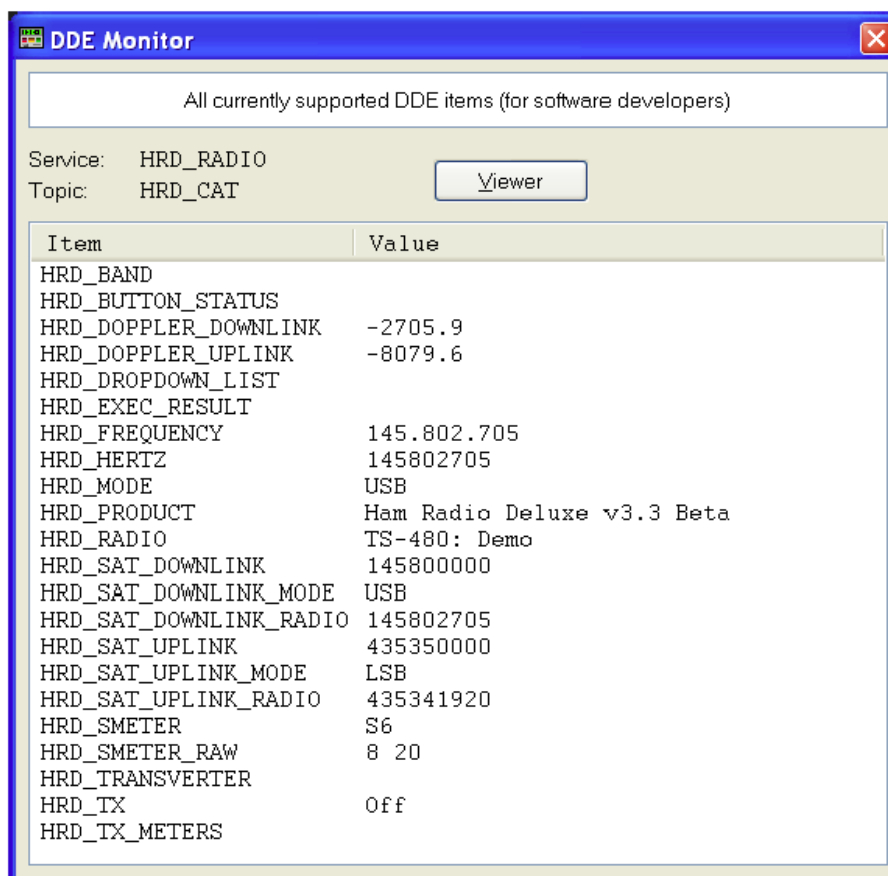 DDE Monitor
All currently supported DDE items (for software developers)
Service: HRD_RADIO
Viewer
Topic: HRD_CAT
Item Value
HRD_BAND
HRD_BUTTON_STATUS
HRD_DOPPLER_DOWNLINK -2705.9
HRD_DOPPLER_UPLINK -8079.6
HRD_DROPDOWN_LIST
HRD_EXEC_RESULT
HRD_FREQUENCY 145.802.705
HRD_HERTZ 145802705
HRD_MODE USB
HRD_PRODUCT Ham Radio Deluxe v3.3 Beta
HRD_RADIO TS-480: Demo
HRD_SAT_DOWNLINK 145800000
HRD_SAT_DOWNLINK_MODE USB
HRD_SAT_DOWNLINK_RADIO 145802705
HRD_SAT_UPLINK 435350000
HRD_SAT_UPLINK_MODE LSB
HRD_SAT_UPLINK_RADIO 435341920
HRD_SMETER S6
HRD_SMETER_RAW 8 20
HRD_TRANSVERTER
HRD_TX Off
HRD_TX_METERS